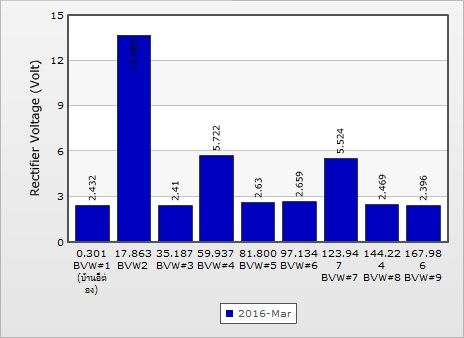 15
12
9
6
3
0
Rectifier Voltage (Volt)
2.432
2.41
5.722
2.63
2.659
5.524
2.469
2.396
0.301 17.863 35.187 59.937 81.800 97.134 123.94 144.22 167.98
BVW#1 BVW2 BVW#3 BVW#4 BVW#5 BVW#6 7 4 6
(บ้านอีต่ BVW#7 BVW#8 BVW#9
อง)
2016-Mar